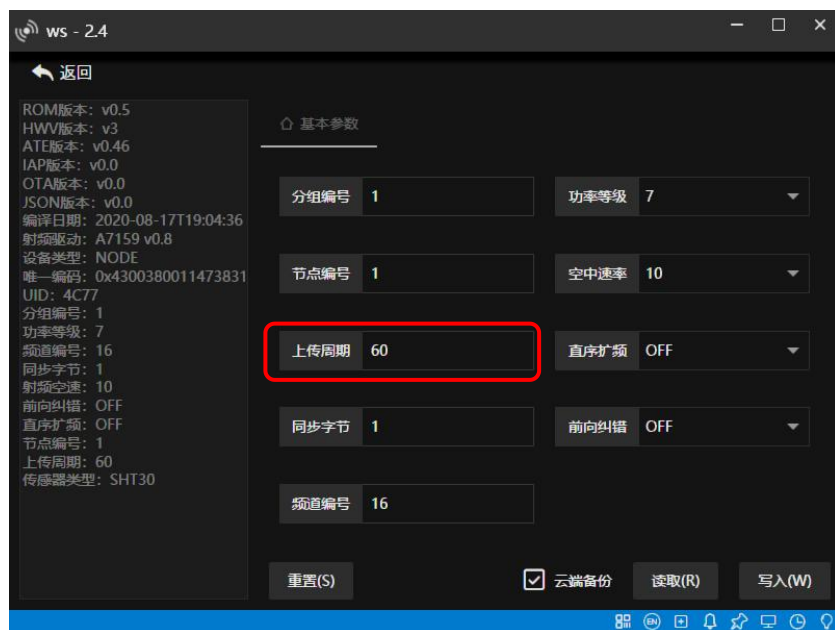 ws - 2.4
返回
ROM版本：v0.5
HWV版本：v3
ATE版本：v0.46
IAP版本：v0.0
OTA版本：v0.0
JSON版本：v0.0
编译日期：2020-08-17T19:04:36
射频驱动：A7159 v0.8
设备类型：NODE
唯一编码：0x4300380011473831
UID：4C77
分组编号：1
功率等级：7
频道编号：16
同步字节：1
射频空速：10
前向纠错：OFF
直序扩频：OFF
节点编号：1
上传周期：60
传感器类型：SHT30
基本参数
分组编号 1 功率等级 7
节点编号 1 空中速率 10
上传周期 60 直序扩频 OFF
同步字节 1 前向纠错 OFF
频道编号 16
重置(S) 云端备份 读取(R) 写入(W)
EN